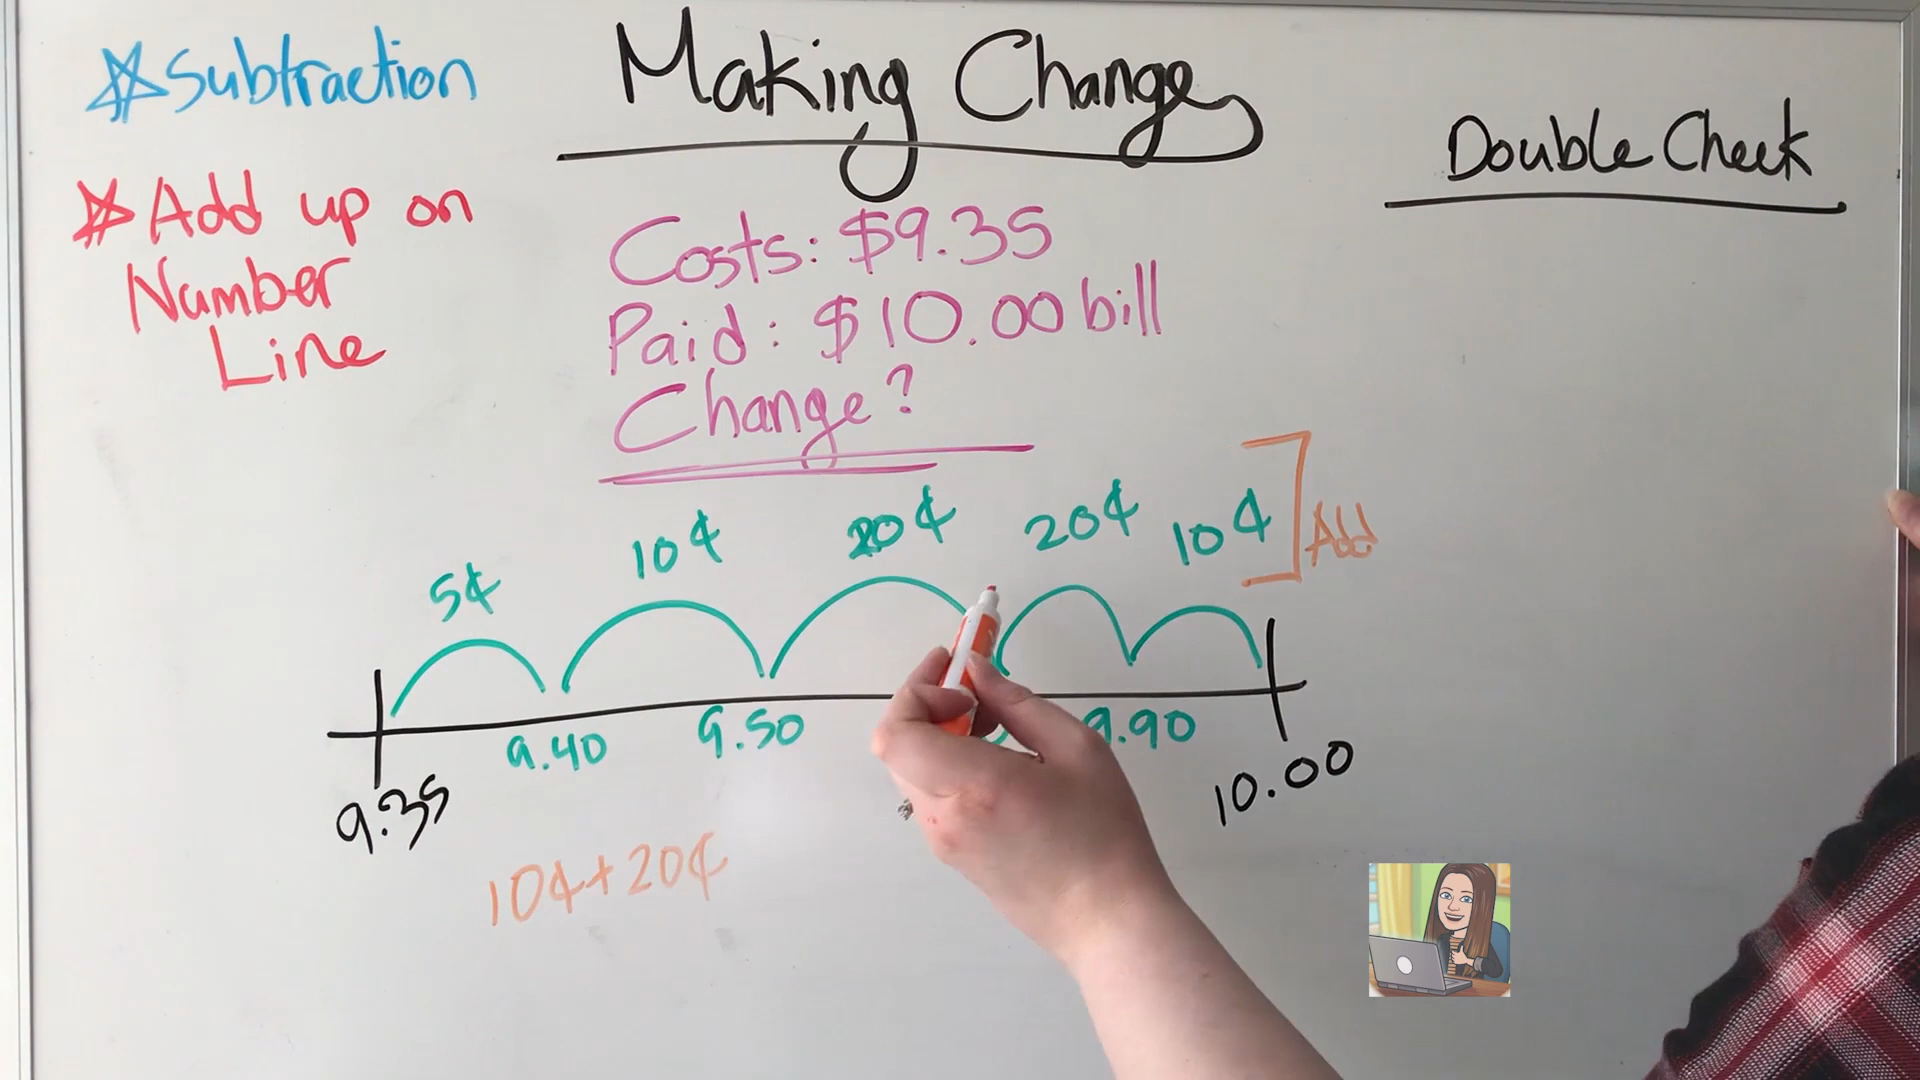 Making Change
Subtraction
Double Check
Add up on
Number
Line
Costs: $9.35
Paid: $10.00 bill
Change?
5¢ 10¢ 20¢ 20¢ 10¢ Add
9.35 9.40 9.50 9.90 10.00
10¢+20¢